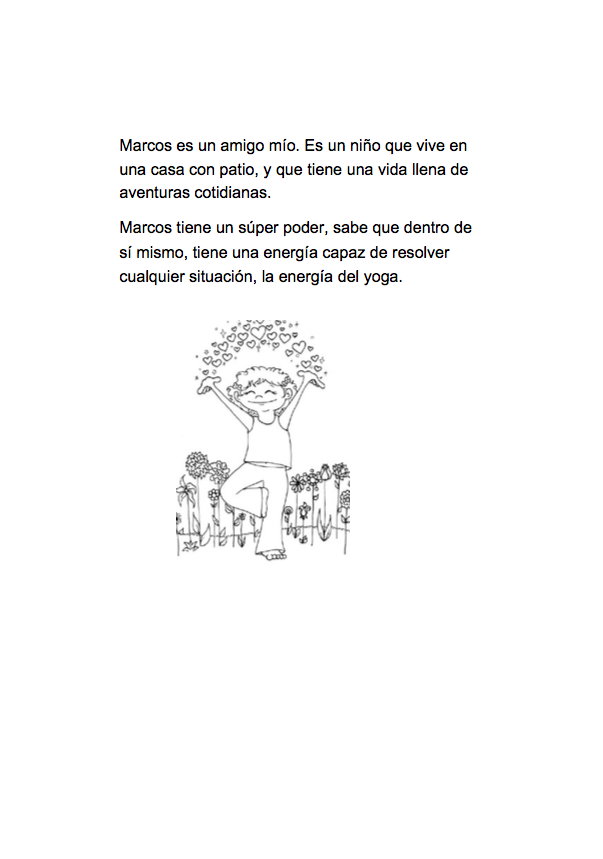 Marcos es un amigo mío. Es un niño que vive en
una casa con patio, y que tiene una vida llena de
aventuras cotidianas.
Marcos tiene un súper poder, sabe que dentro de
sí mismo, tiene una energía capaz de resolver
cualquier situación, la energía del yoga.